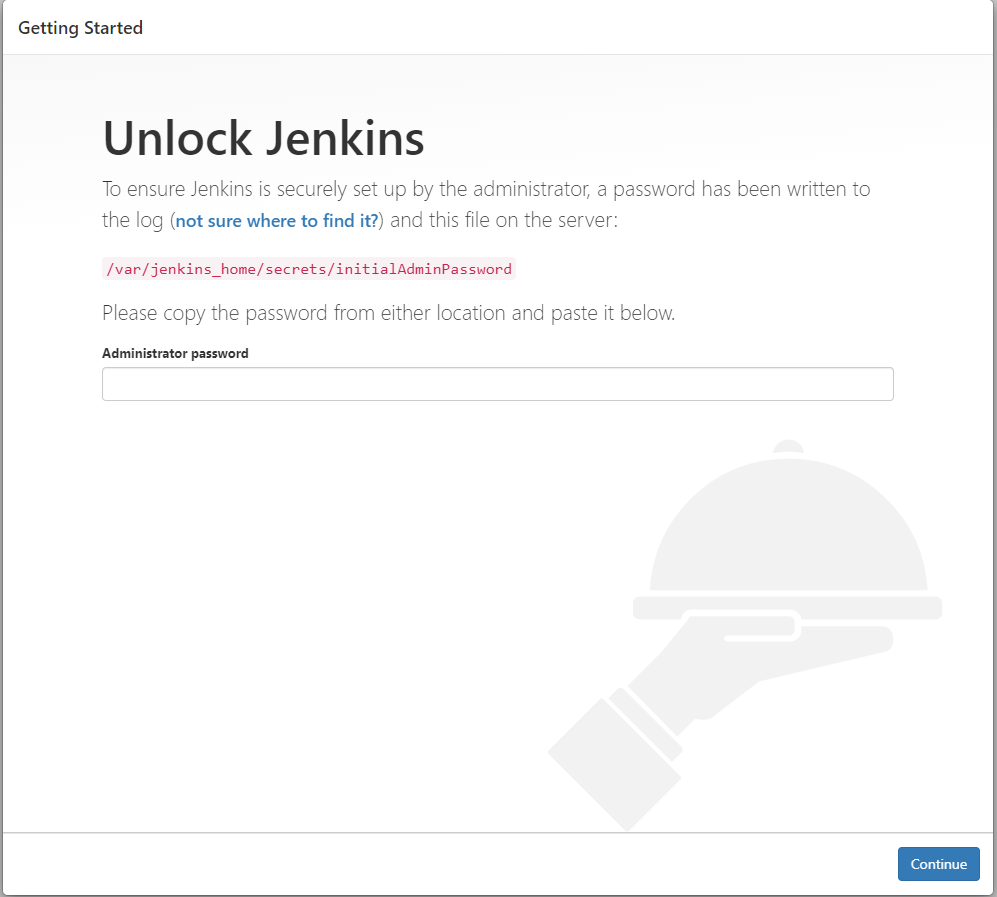 Getting Started
Unlock Jenkins
To ensure Jenkins is securely set up by the administrator, a password has been written to
the log (not sure where to find it?) and this file on the server:
/var/jenkins_home/secrets/initialAdminPassword
Please copy the password from either location and paste it below.
Administrator password
Continue